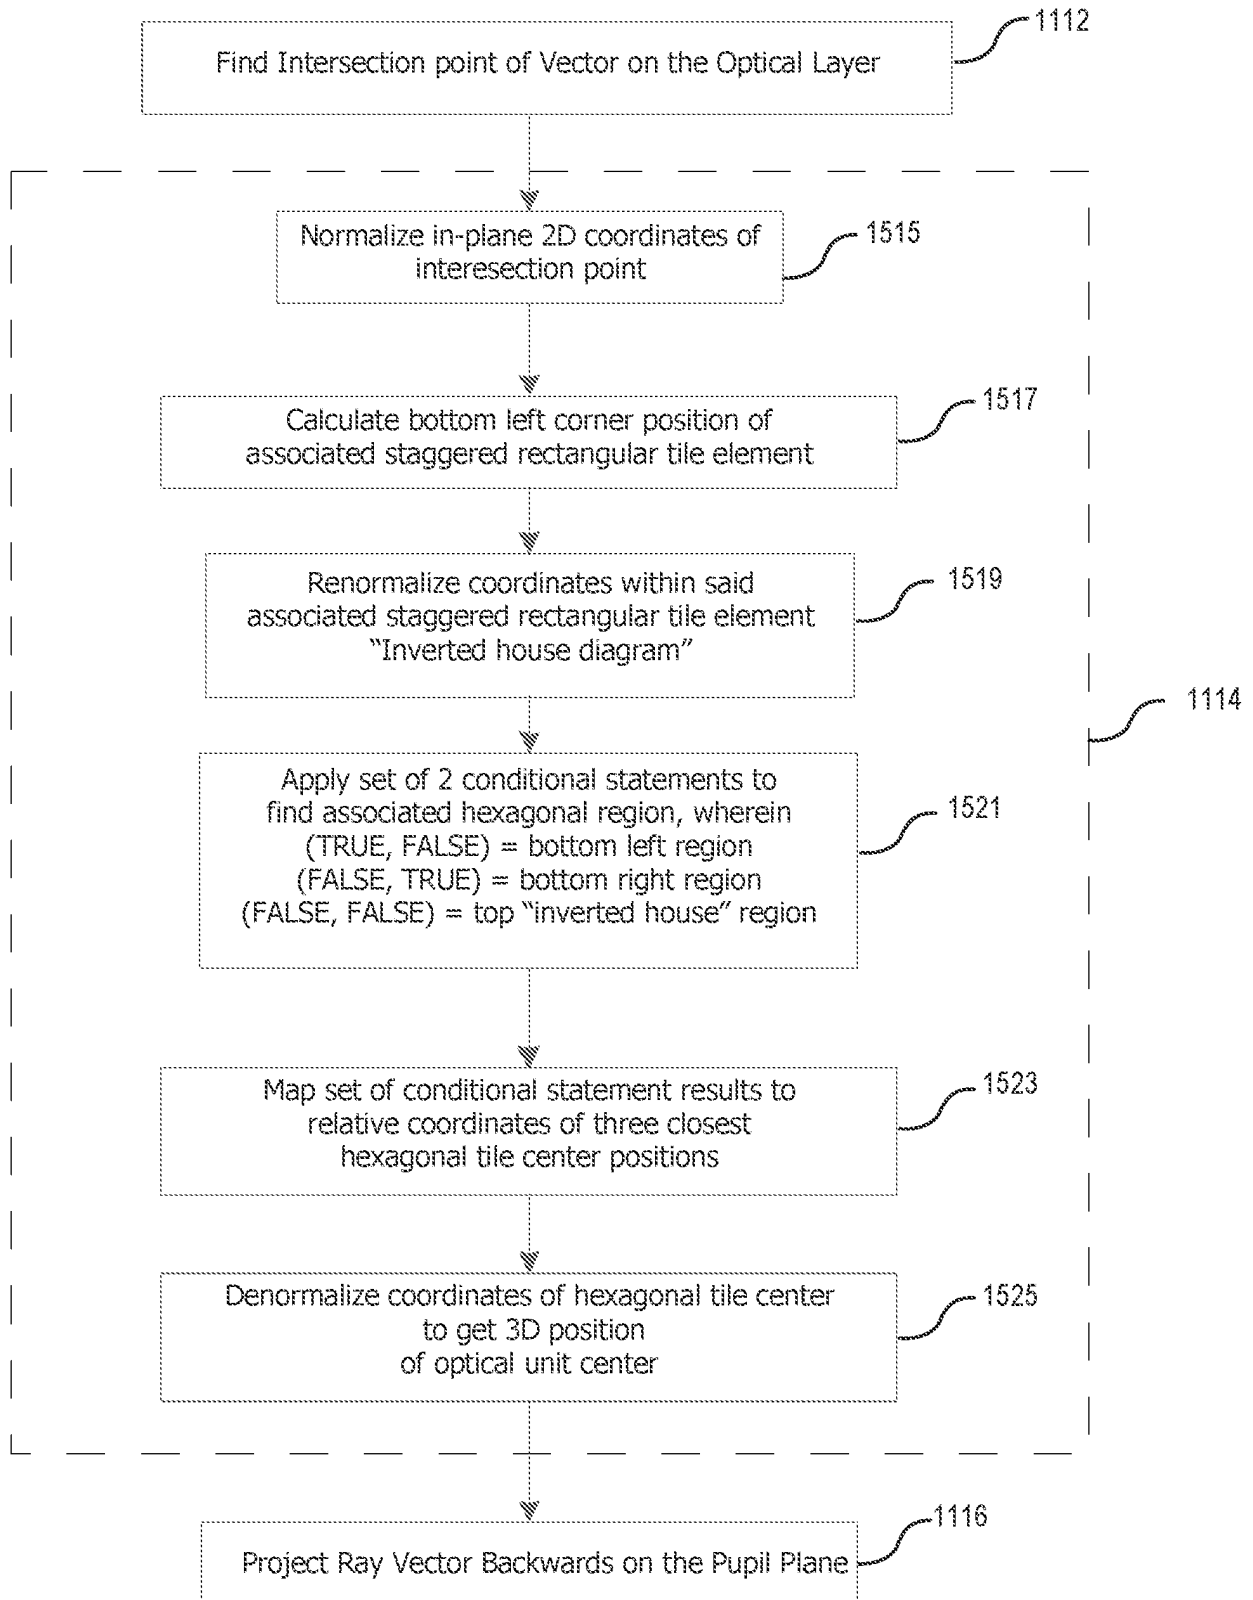 1112
Find Intersection point of Vector on the Optical Layer
Normalize in-plane 2D coordinates of
interesection point
1515
Calculate bottom left corner position of
associated staggered rectangular tile element
1517
Renormalize coordinates within said
associated staggered rectangular tile element
“Inverted house diagram”
1519
1114
Apply set of 2 conditional statements to
find associated hexagonal region, wherein
(TRUE, FALSE) = bottom left region
(FALSE, TRUE) = bottom right region
(FALSE, FALSE) = top “inverted house” region
1521
Map set of conditional statement results to
relative coordinates of three closest
hexagonal tile center positions
1523
Denormalize coordinates of hexagonal tile center
to get 3D position
of optical unit center
1525
1116
Project Ray Vector Backwards on the Pupil Plane